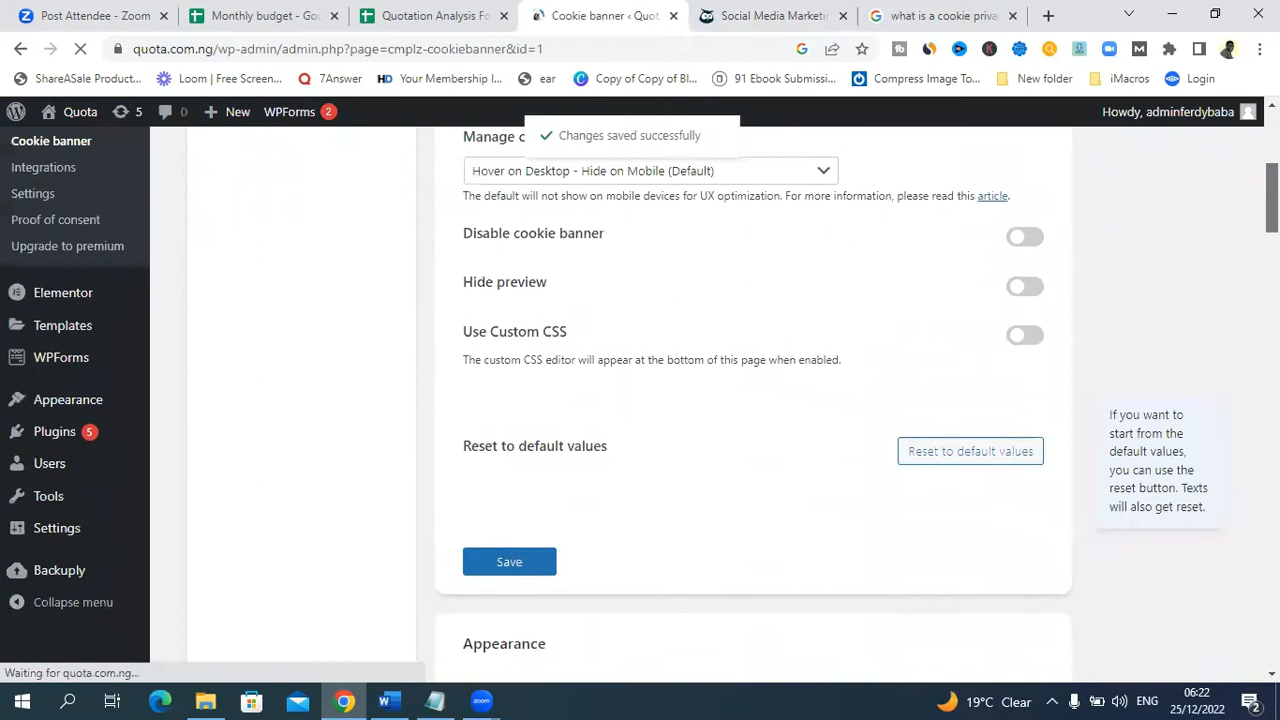 Post Attendee - Zoom
Monthly budget - Goo
Quotation Analysis Fo
Cookie banner ‹ Quot
Social Media Marketi
what is a cookie priva
quota.com.ng/wp-admin/admin.php?page=cmplz-cookiebanner&id=1
ShareASale Product...
Loom | Free Screen...
7Answer
Your Membership I...
ear
Copy of Copy of Bl...
91 Ebook Submissi...
Compress Image To...
New folder
iMacros
Login
Quota
5
0
New
WPForms 2
Howdy, adminferdybaba
Cookie banner
Integrations
Settings
Proof of consent
Upgrade to premium
Elementor
Templates
WPForms
Appearance
Plugins 5
Users
Tools
Settings
Backuply
Collapse menu
Manage c
Changes saved successfully
Hover on Desktop - Hide on Mobile (Default)
The default will not show on mobile devices for UX optimization. For more information, please read this article.
Disable cookie banner
Hide preview
Use Custom CSS
The custom CSS editor will appear at the bottom of this page when enabled.
Reset to default values
Reset to default values
If you want to
start from the
default values,
you can use the
reset button. Texts
will also get reset.
Save
Appearance
Waiting for quota.com.ng...
19°C Clear
ENG
06:22
25/12/2022
2